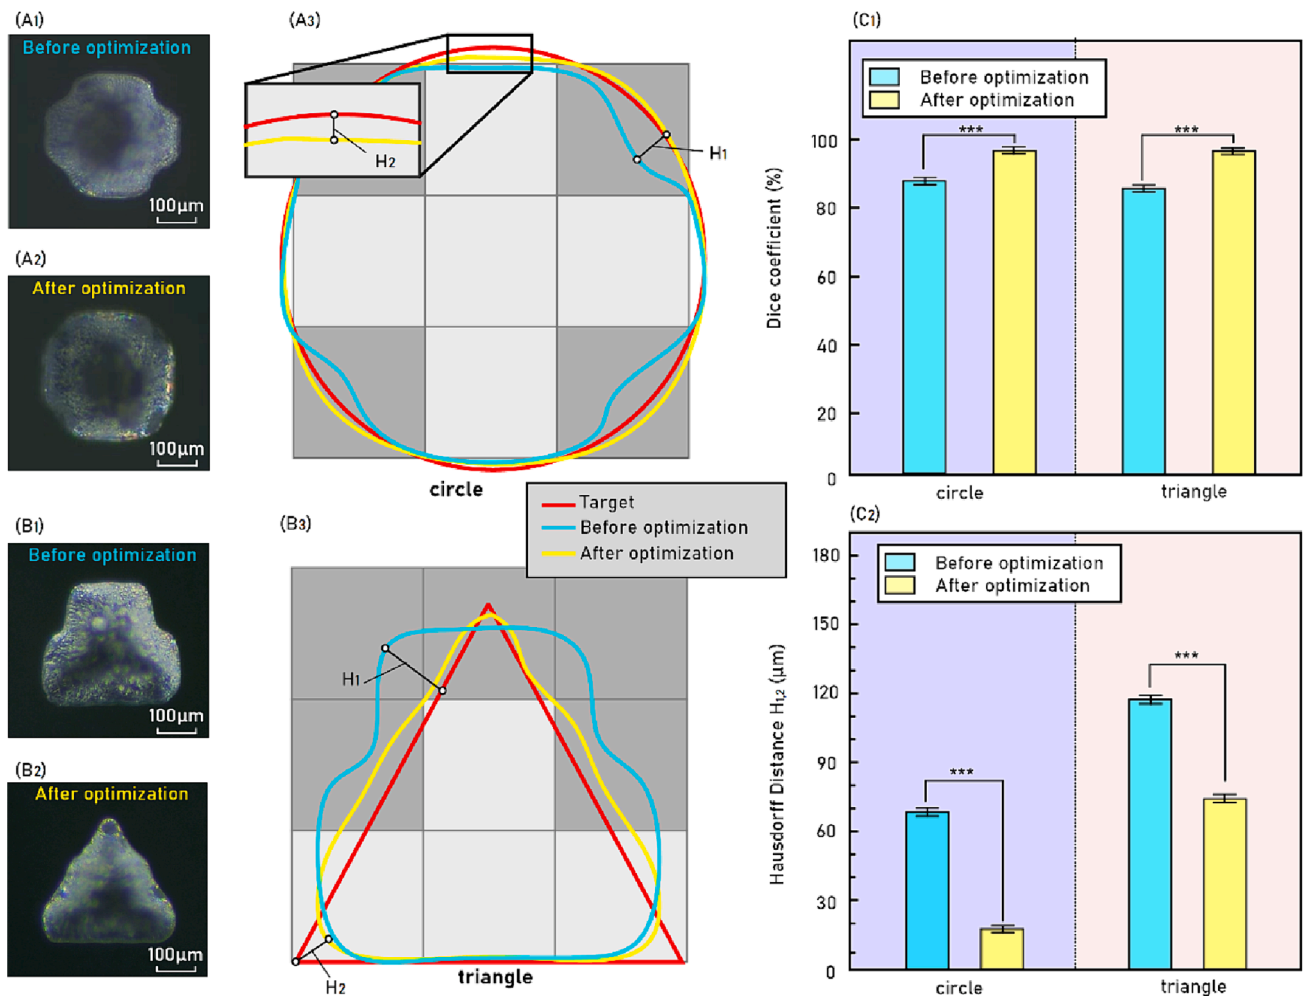 (A1)
Before optimization
100μm
(A2)
After optimization
100μm
(A3)
H2
H1
circle
Target
Before optimization
After optimization
(B1)
Before optimization
100μm
(B2)
After optimization
100μm
(B3)
H1
H2
triangle
(C1)
Before optimization
After optimization
***
***
Dice coefficient (%)
100
80
60
40
20
0
circle
triangle
(C2)
Before optimization
After optimization
***
***
Hausdorff Distance H1,2 (μm)
180
150
120
90
60
30
0
circle
triangle